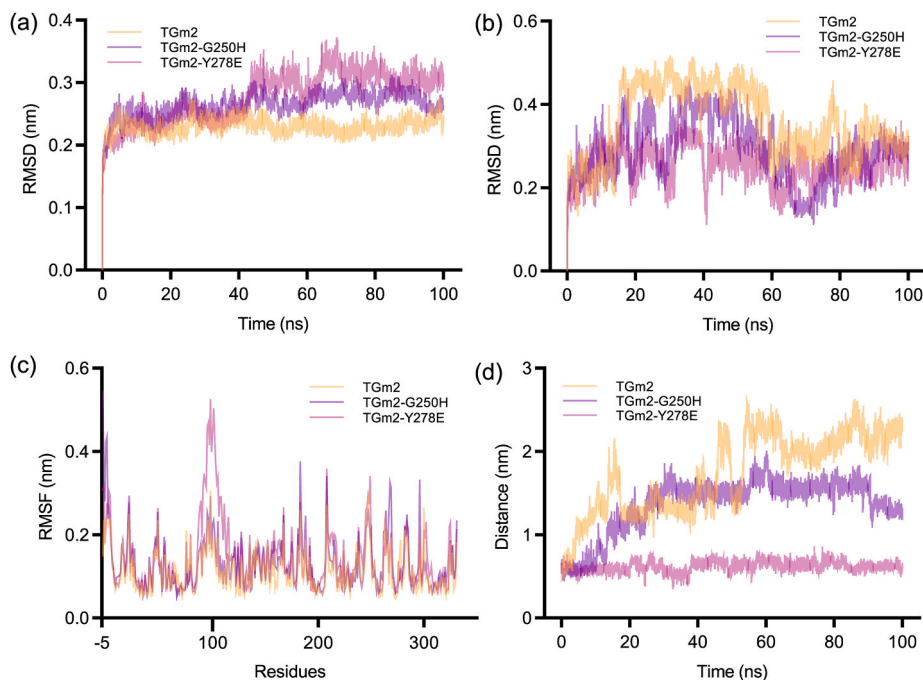 (a)
TGm2
TGm2-G250H
TGm2-Y278E
RMSD (nm)
0.4
0.3
0.2
0.1
0.0
0 20 40 60 80 100
Time (ns)
(b)
TGm2
TGm2-G250H
TGm2-Y278E
RMSD (nm)
0.6
0.4
0.2
0.0
0 20 40 60 80 100
Time (ns)
(c)
TGm2
TGm2-G250H
TGm2-Y278E
RMSF (nm)
0.6
0.4
0.2
0.0
-5 100 200 300
Residues
(d)
TGm2
TGm2-G250H
TGm2-Y278E
Distance (nm)
3
2
1
0
0 20 40 60 80 100
Time (ns)